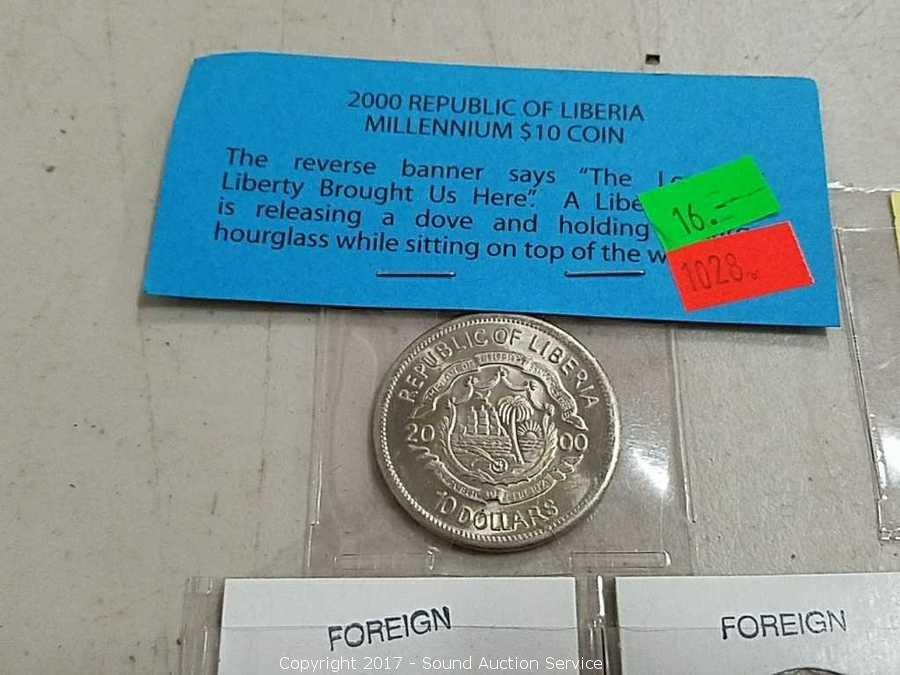 2000 REPUBLIC OF LIBERIA
MILLENNIUM $10 COIN
The reverse banner says "The
Liberty Brought Us Here". A
is releasing a dove and holding
hourglass while sitting on top of the
16.
1028
REPUBLIC OF LIBERIA
20 00
10 DOLLARS
FOREIGN
FOREIGN
Copyright 2017 - Sound Auction Service